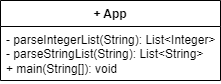 + App
- parseIntegerList(String): List<Integer>
- parseStringList(String): List<String>
+ main(String[]): void